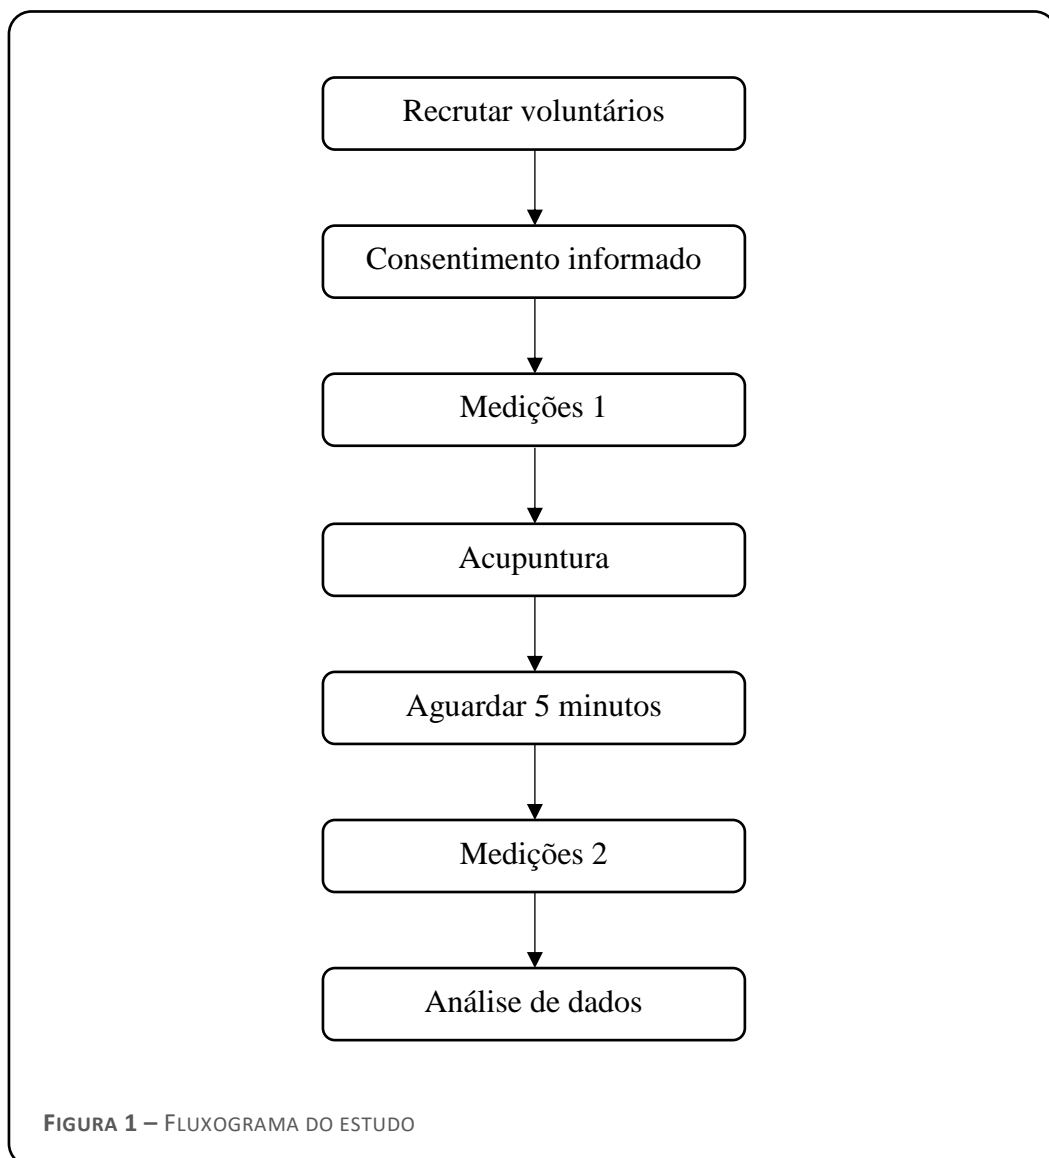 Recrutar voluntários
Consentimento informado
Medições 1
Acupuntura
Aguardar 5 minutos
Medições 2
Análise de dados
FIGURA 1 – FLUXOGRAMA DO ESTUDO